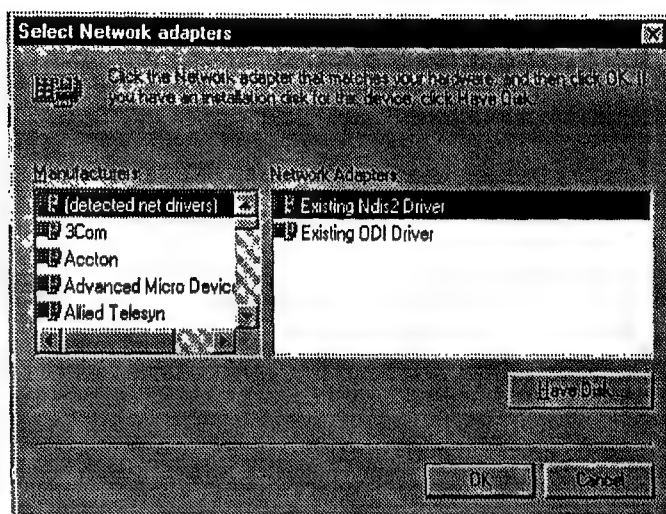 Select Network adapters
Click the Network adapter that matches your hardware, and then click OK. If
you have an installation disk for this device, click Have Disk.
Manufacturers:
Network Adapters:
(detected net drivers)
3Com
Accton
Advanced Micro Device
Allied Telesyn
Existing Ndis2 Driver
Existing ODI Driver
Have Disk...
OK
Cancel